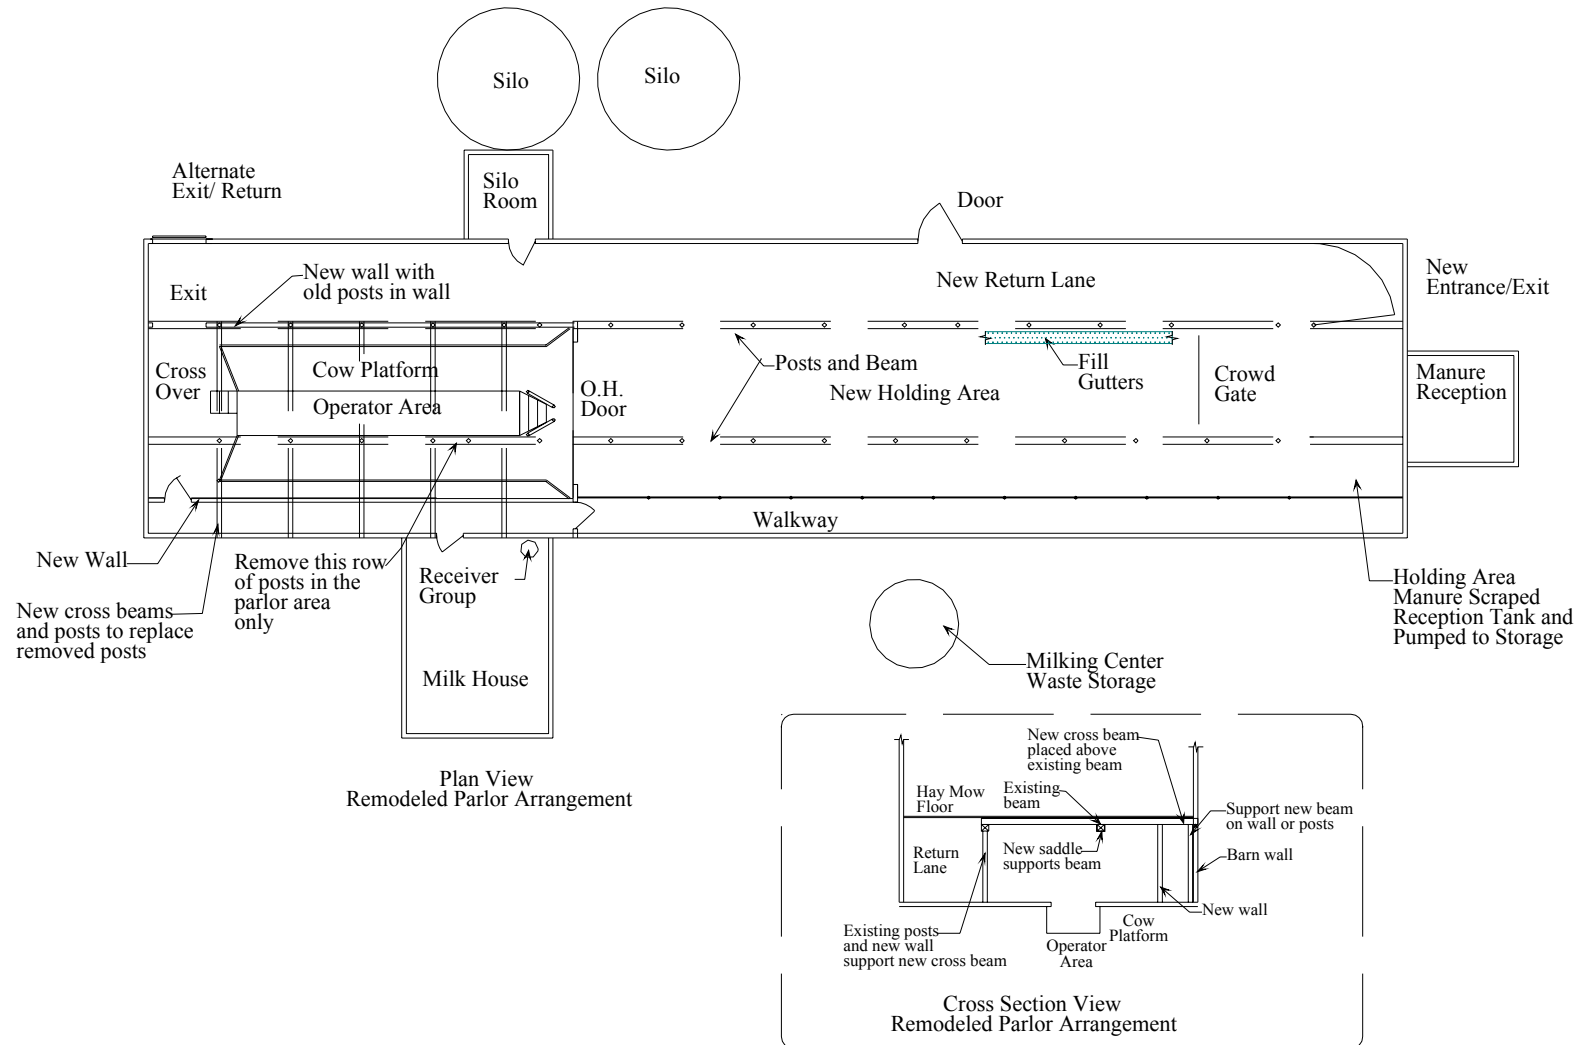 Silo
Silo
Alternate
Exit/ Return
Silo
Room
Door
New wall with
old posts in wall
Exit
New Return Lane
New
Entrance/Exit
Cross
Over
Cow Platform
Operator Area
O.H.
Door
Posts and Beam
New Holding Area
Fill
Gutters
Crowd
Gate
Manure
Reception
Walkway
New Wall
Remove this row
of posts in the
parlor area
only
Receiver
Group
New cross beams
and posts to replace
removed posts
Holding Area
Manure Scraped
Reception Tank and
Pumped to Storage
Milk House
Milking Center
Waste Storage
Plan View
Remodeled Parlor Arrangement
New cross beam
placed above
existing beam
Hay Mow
Floor
Existing
beam
Support new beam
on wall or posts
Return
Lane
New saddle
supports beam
Barn wall
New wall
Existing posts
and new wall
support new cross beam
Cow
Platform
Operator
Area
Cross Section View
Remodeled Parlor Arrangement